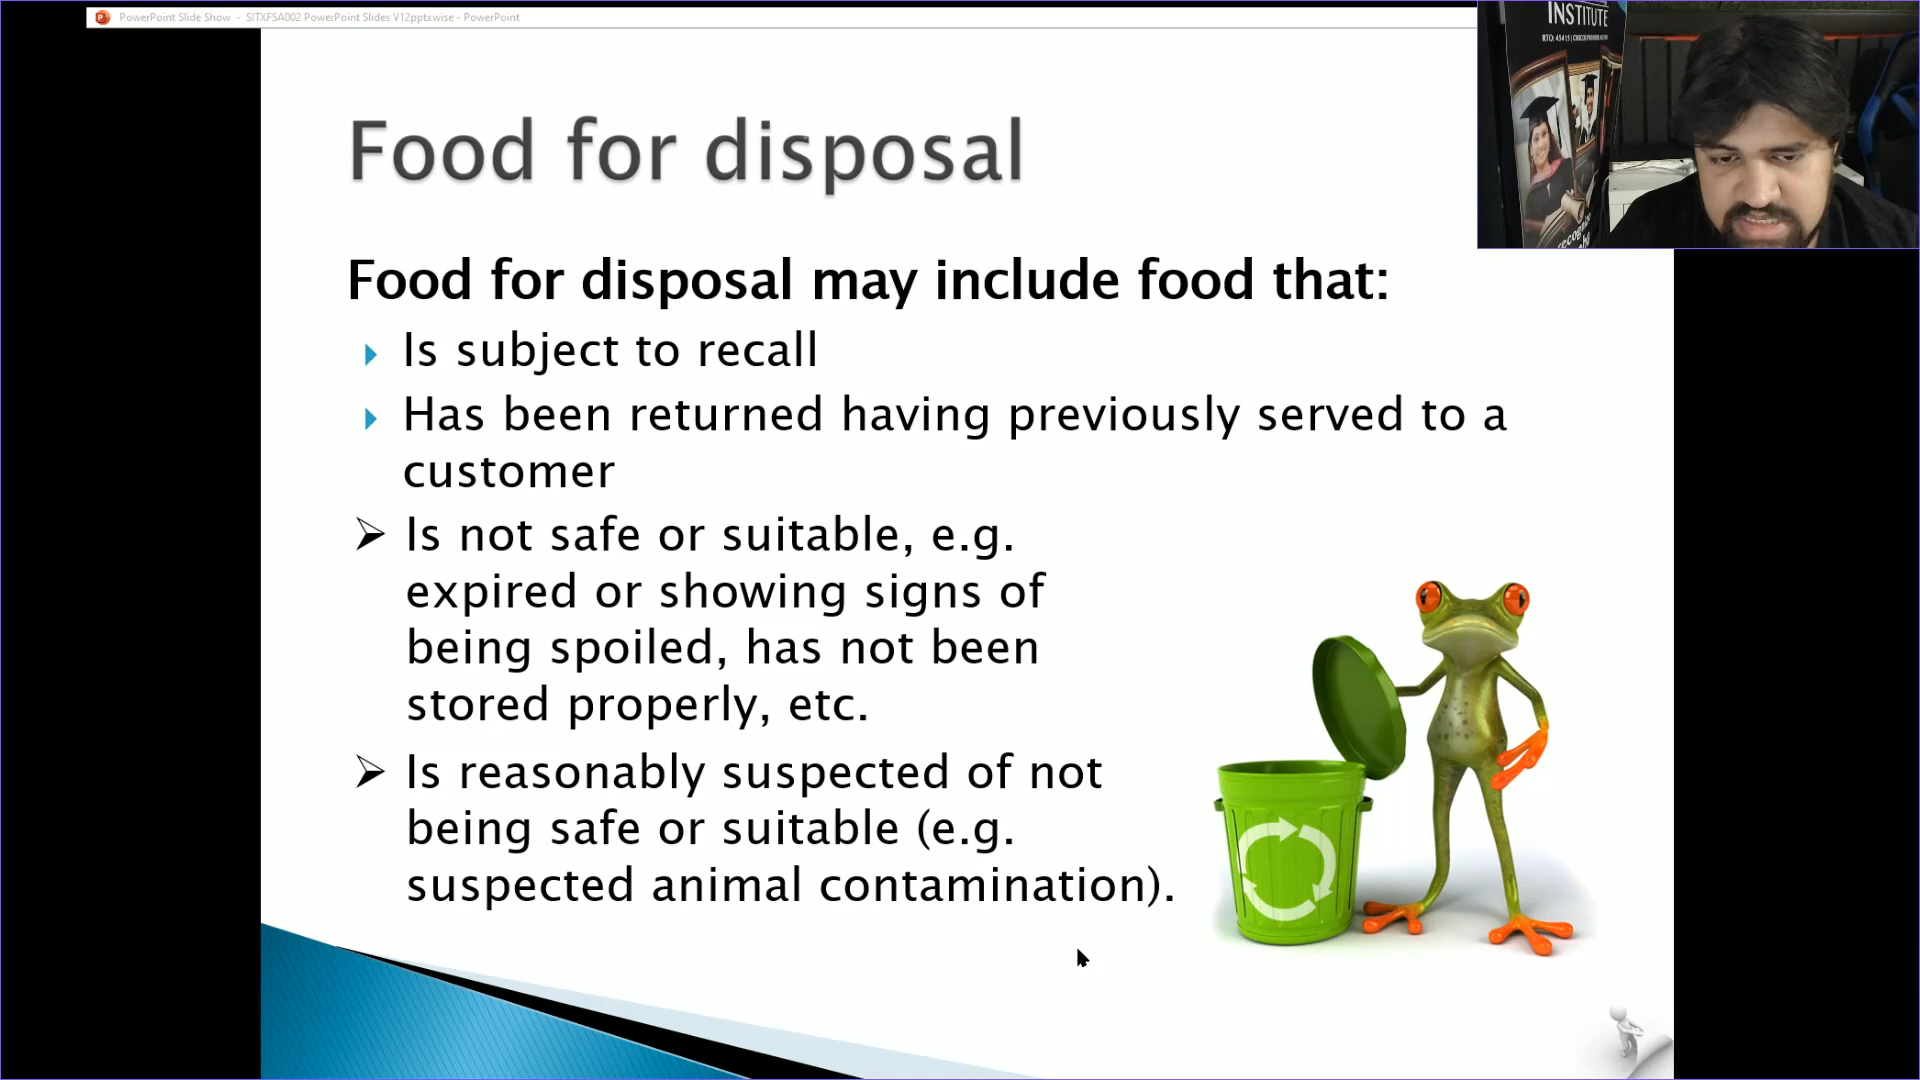 PowerPoint Slide Show - SITXFSA002 PowerPoint Slides V12pptxwise - PowerPoint
INSTITUTE
RTO: 45415 |
Food for disposal
Food for disposal may include food that:
Is subject to recall
Has been returned having previously served to a
customer
Is not safe or suitable, e.g.
expired or showing signs of
being spoiled, has not been
stored properly, etc.
Is reasonably suspected of not
being safe or suitable (e.g.
suspected animal contamination).